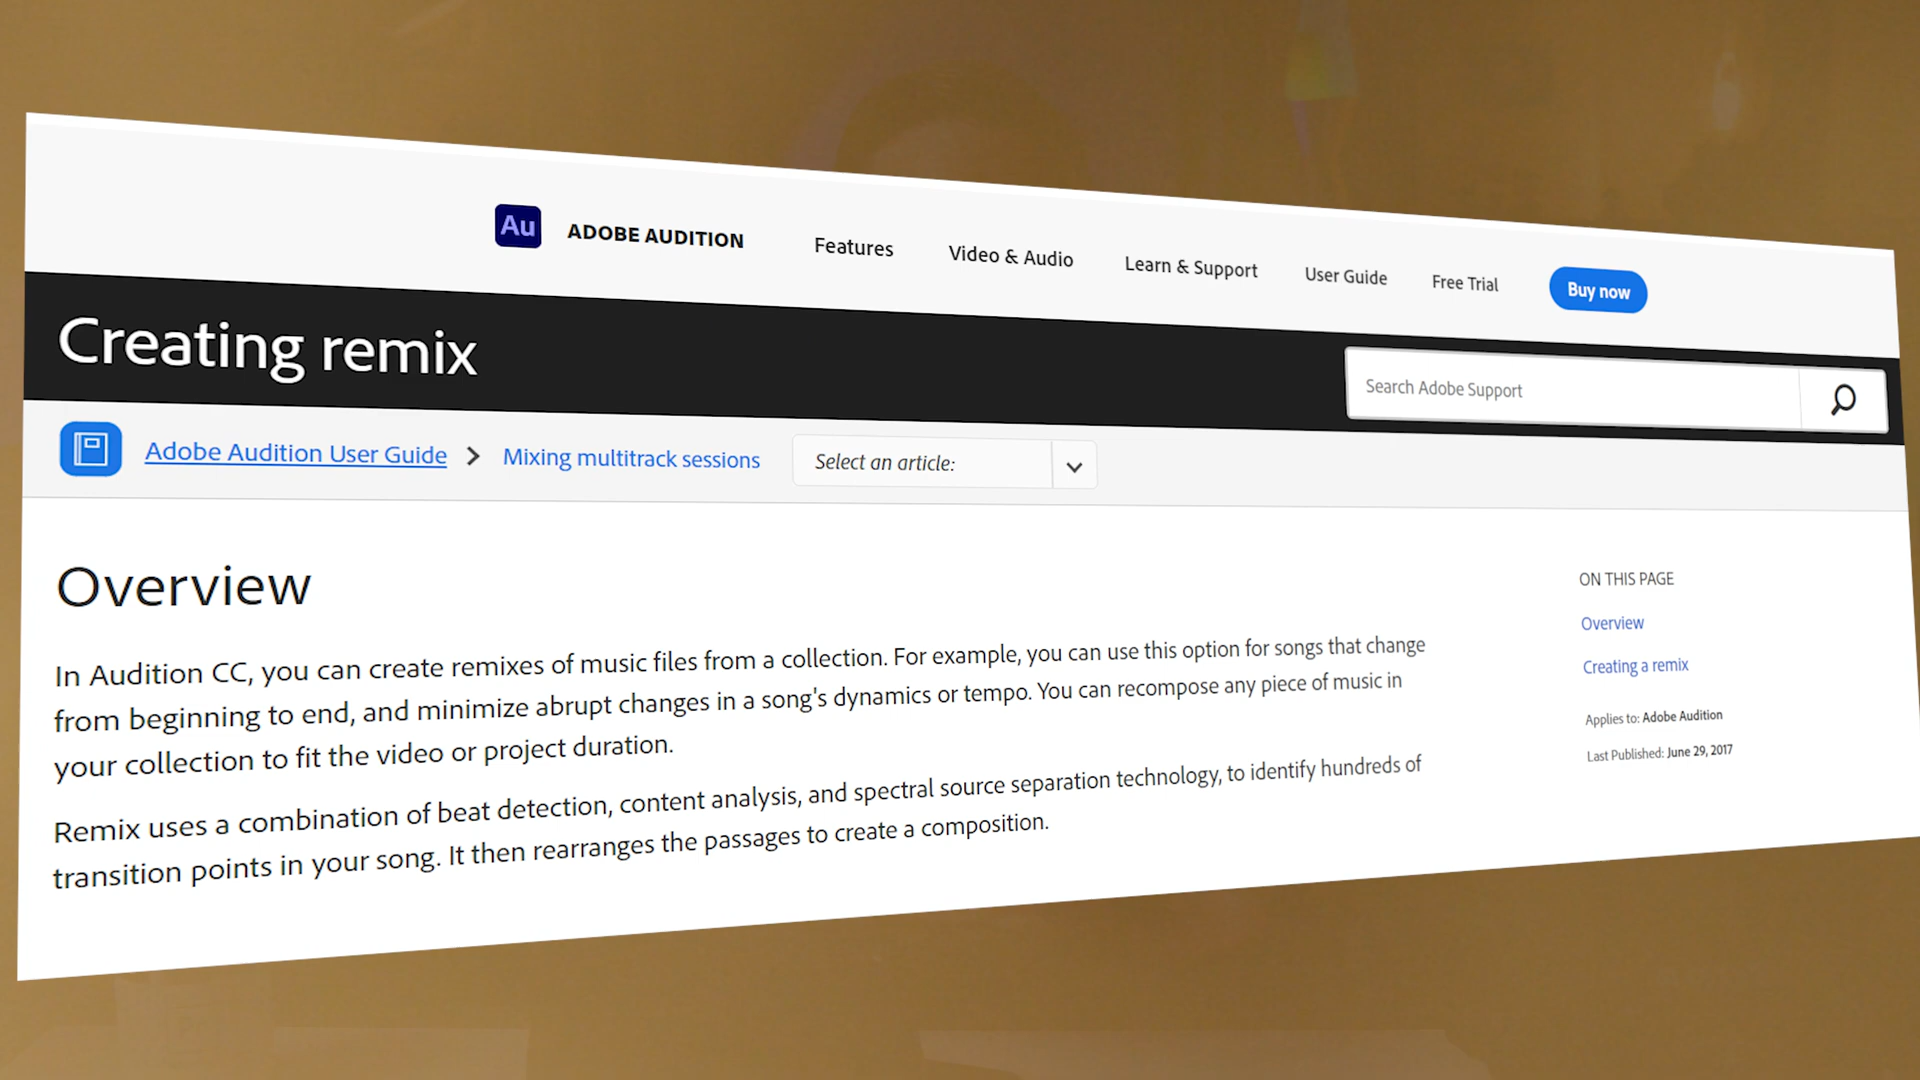 Au ADOBE AUDITION Features Video & Audio Learn & Support User Guide Free Trial Buy now
Creating remix
Search Adobe Support
Adobe Audition User Guide Mixing multitrack sessions Select an article:
Overview
In Audition CC, you can create remixes of music files from a collection. For example, you can use this option for songs that change
from beginning to end, and minimize abrupt changes in a song's dynamics or tempo. You can recompose any piece of music in
your collection to fit the video or project duration.
Remix uses a combination of beat detection, content analysis, and spectral source separation technology, to identify hundreds of
transition points in your song. It then rearranges the passages to create a composition.
ON THIS PAGE
Overview
Creating a remix
Applies to: Adobe Audition
Last Published: June 29, 2017